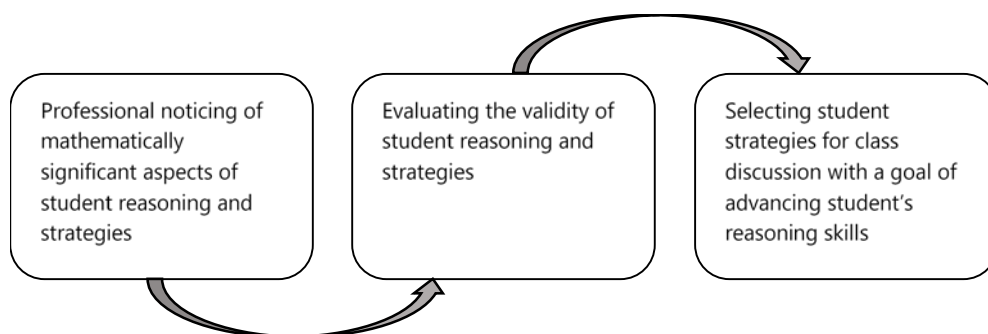 Professional noticing of
mathematically
significant aspects of
student reasoning and
strategies
Evaluating the validity of
student reasoning and
strategies
Selecting student
strategies for class
discussion with a goal of
advancing student’s
reasoning skills